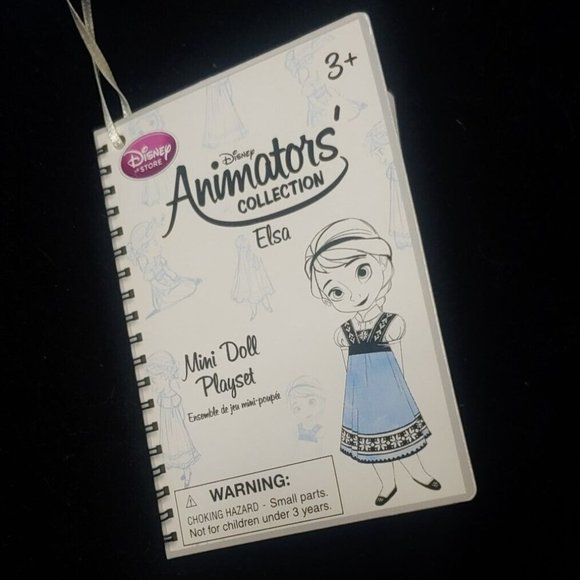 3+
Disney
STORE
Disney
Animators'
COLLECTION
Elsa
Mini Doll
Playset
Ensemble de jeu mini-poupée
⚠ WARNING:
CHOKING HAZARD - Small parts.
Not for children under 3 years.